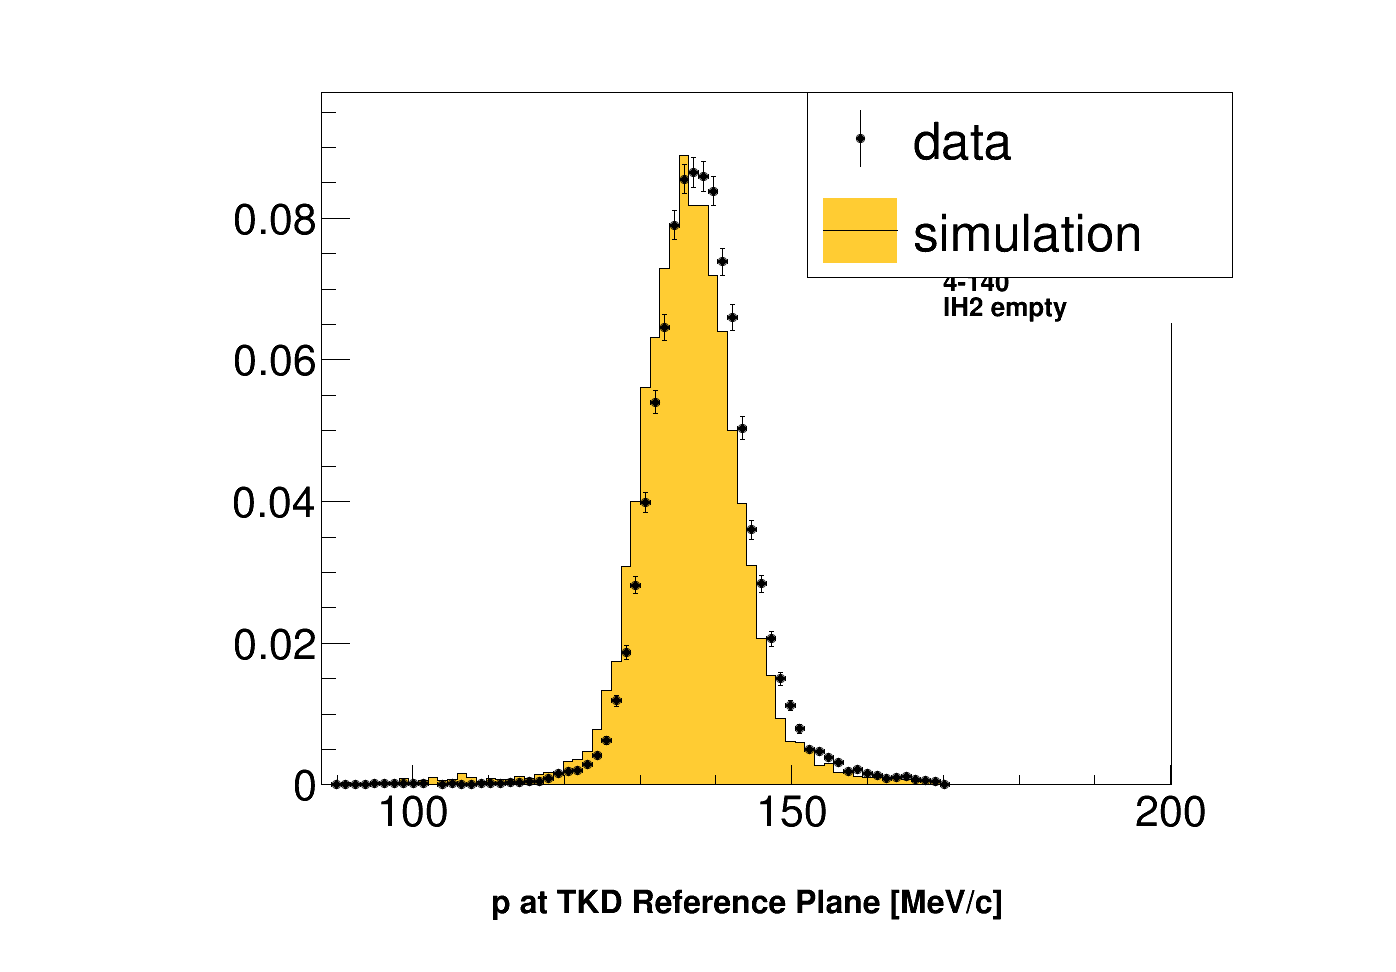 data
simulation
4-140
lH2 empty
0.08
0.06
0.04
0.02
0
100
150
200
p at TKD Reference Plane [MeV/c]